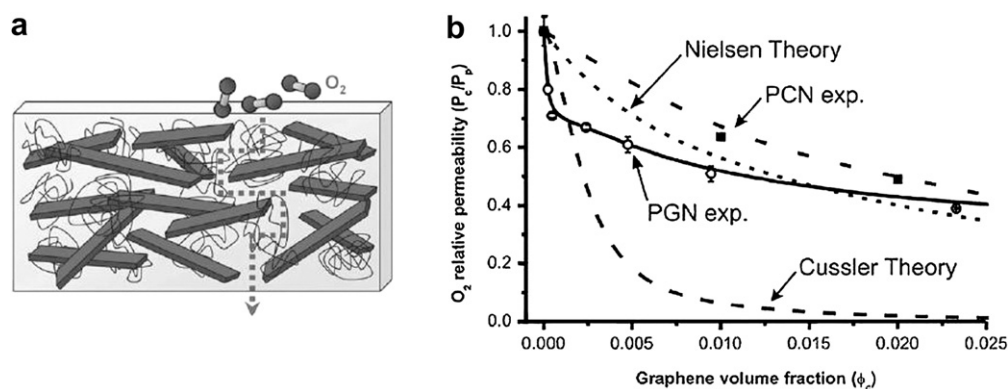 a
O₂
b
O₂ relative permeability (Pc/Pp)
1.0
0.8
0.6
0.4
0.2
0.0
Nielsen Theory
PCN exp.
PGN exp.
Cussler Theory
0.000 0.005 0.010 0.015 0.020 0.025
Graphene volume fraction (ϕc)